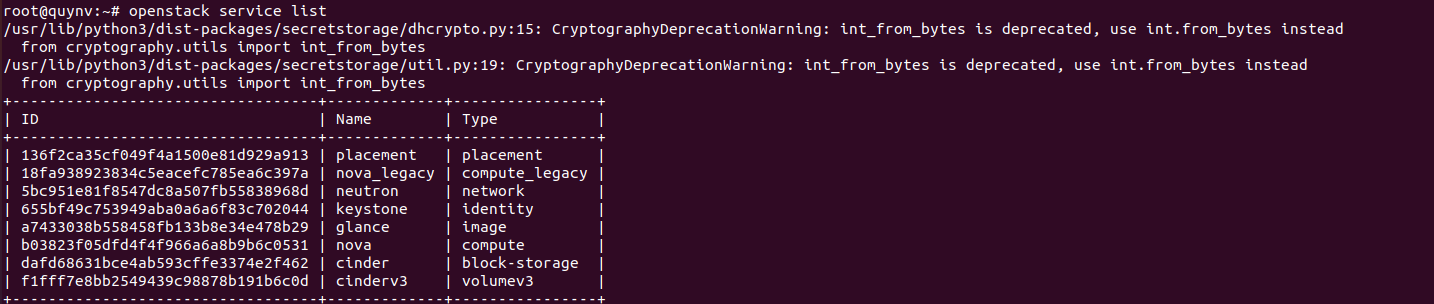 root@quynv:~# openstack service list
/usr/lib/python3/dist-packages/secretstorage/dhcrypto.py:15: CryptographyDeprecationWarning: int_from_bytes is deprecated, use int.from_bytes instead
  from cryptography.utils import int_from_bytes
/usr/lib/python3/dist-packages/secretstorage/util.py:19: CryptographyDeprecationWarning: int_from_bytes is deprecated, use int.from_bytes instead
  from cryptography.utils import int_from_bytes
+----------------------------------+-------------+----------------+
| ID                               | Name        | Type           |
+----------------------------------+-------------+----------------+
| 136f2ca35cf049f4a1500e81d929a913 | placement   | placement      |
| 18fa938923834c5eacefc785ea6c397a | nova_legacy | compute_legacy |
| 5bc951e81f8547dc8a507fb55838968d | neutron     | network        |
| 655bf49c753949aba0a6a6f83c702044 | keystone    | identity       |
| a7433038b558458fb133b8e34e478b29 | glance      | image          |
| b03823f05dfd4f4f966a6a8b9b6c0531 | nova        | compute        |
| dafd68631bce4ab593cffe3374e2f462 | cinder      | block-storage  |
| f1fff7e8bb2549439c98878b191b6c0d | cinderv3    | volumev3       |
+----------------------------------+-------------+----------------+